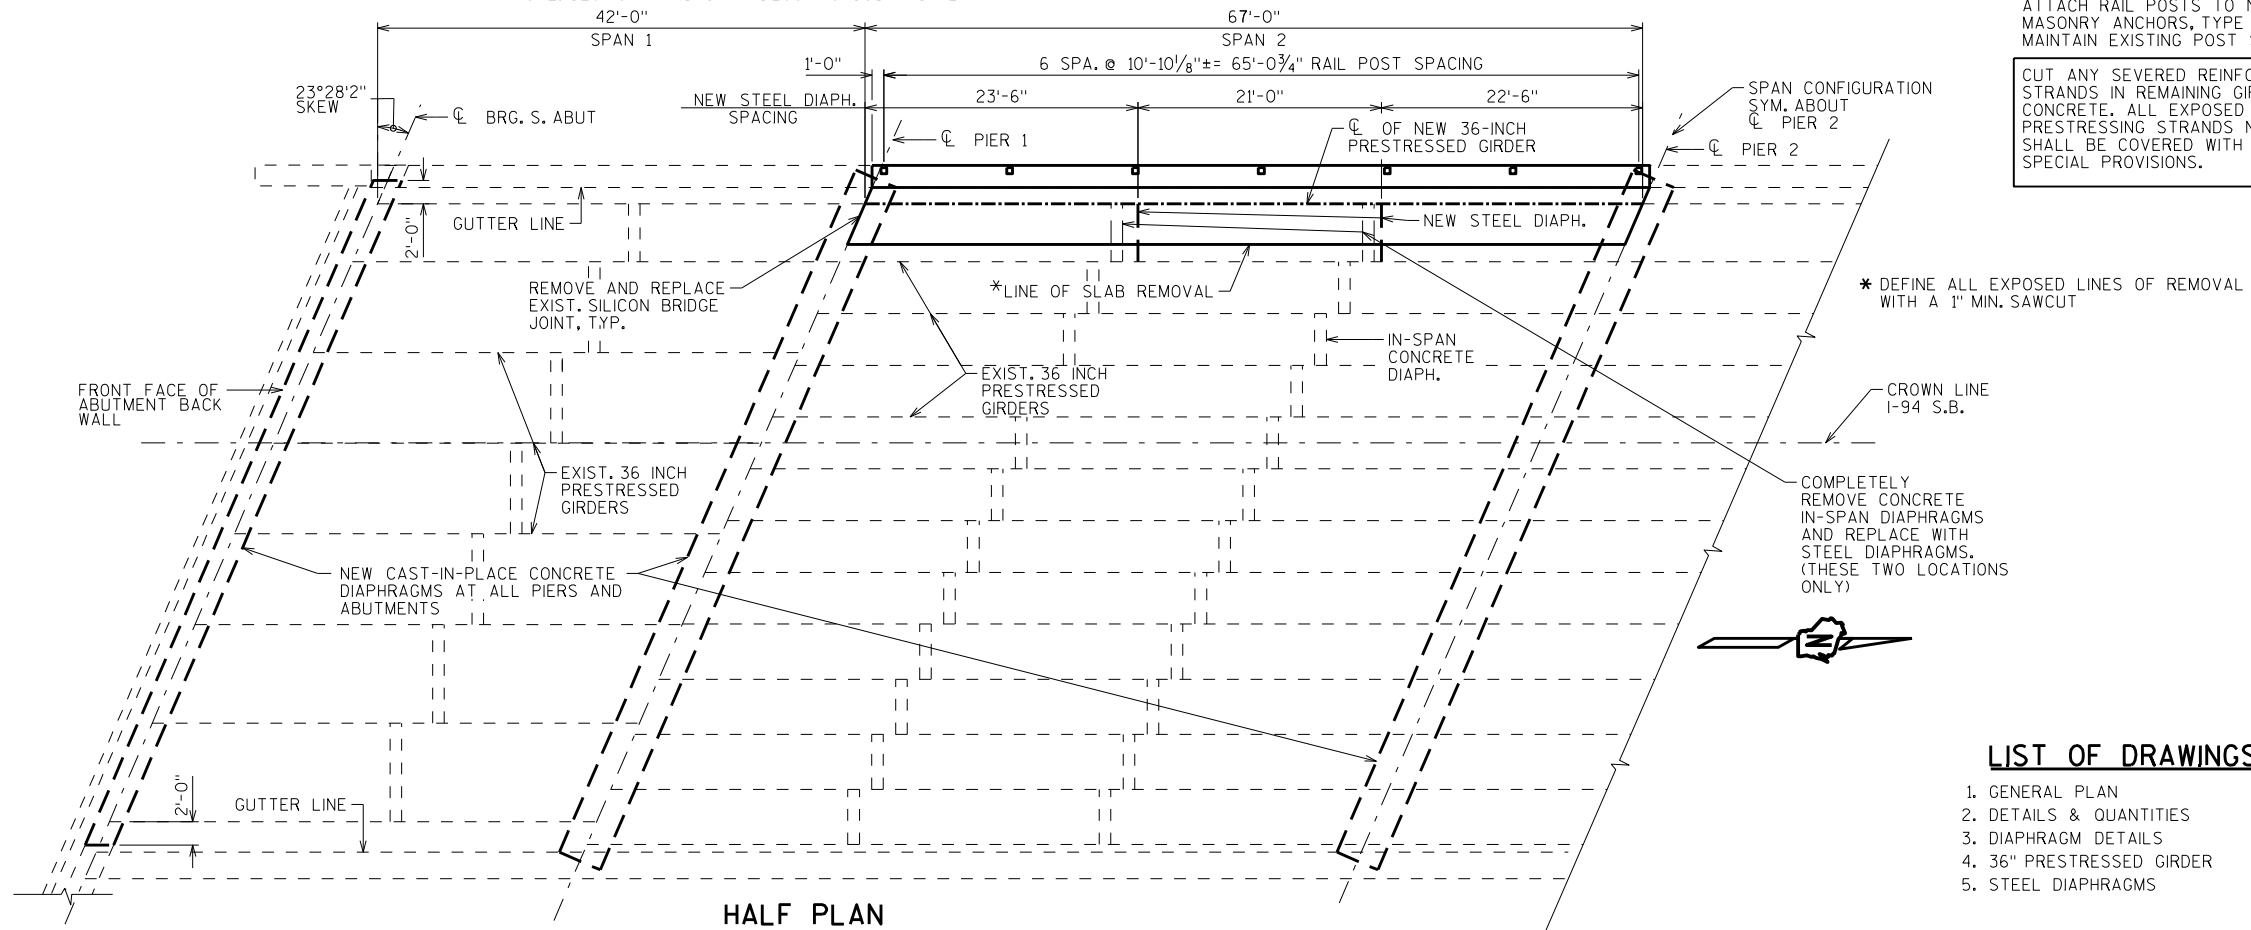 42'-0"
SPAN 1
67'-0"
SPAN 2
1'-0"
6 SPA. @ 10'-10 1/8"±= 65'-0 3/4" RAIL POST SPACING
23°28'2"
SKEW
℄ BRG. S. ABUT
NEW STEEL DIAPH.
SPACING
23'-6"
21'-0"
22'-6"
℄ PIER 1
℄ OF NEW 36-INCH
PRESTRESSED GIRDER
SPAN CONFIGURATION
SYM. ABOUT
℄ PIER 2
℄ PIER 2
ATTACH RAIL POSTS TO
MASONRY ANCHORS, TYPE
MAINTAIN EXISTING POST
CUT ANY SEVERED
STRANDS IN REMAINING
CONCRETE. ALL EXPOSED
PRESTRESSING STRANDS
SHALL BE COVERED WITH
SPECIAL PROVISIONS.
GUTTER LINE
2'-0"
NEW STEEL DIAPH.
REMOVE AND REPLACE
EXIST. SILICON BRIDGE
JOINT, TYP.
*LINE OF SLAB REMOVAL
* DEFINE ALL EXPOSED LINES OF REMOVAL
WITH A 1" MIN. SAWCUT
IN-SPAN
CONCRETE
DIAPH.
EXIST. 36 INCH
PRESTRESSED
GIRDERS
FRONT FACE OF
ABUTMENT BACK
WALL
CROWN LINE
I-94 S.B.
EXIST. 36 INCH
PRESTRESSED
GIRDERS
COMPLETELY
REMOVE CONCRETE
IN-SPAN DIAPHRAGMS
AND REPLACE WITH
STEEL DIAPHRAGMS.
(THESE TWO LOCATIONS
ONLY)
NEW CAST-IN-PLACE CONCRETE
DIAPHRAGMS AT ALL PIERS AND
ABUTMENTS
N
2'-0"
GUTTER LINE
LIST OF DRAWINGS
1. GENERAL PLAN
2. DETAILS & QUANTITIES
3. DIAPHRAGM DETAILS
4. 36" PRESTRESSED GIRDER
5. STEEL DIAPHRAGMS
HALF PLAN